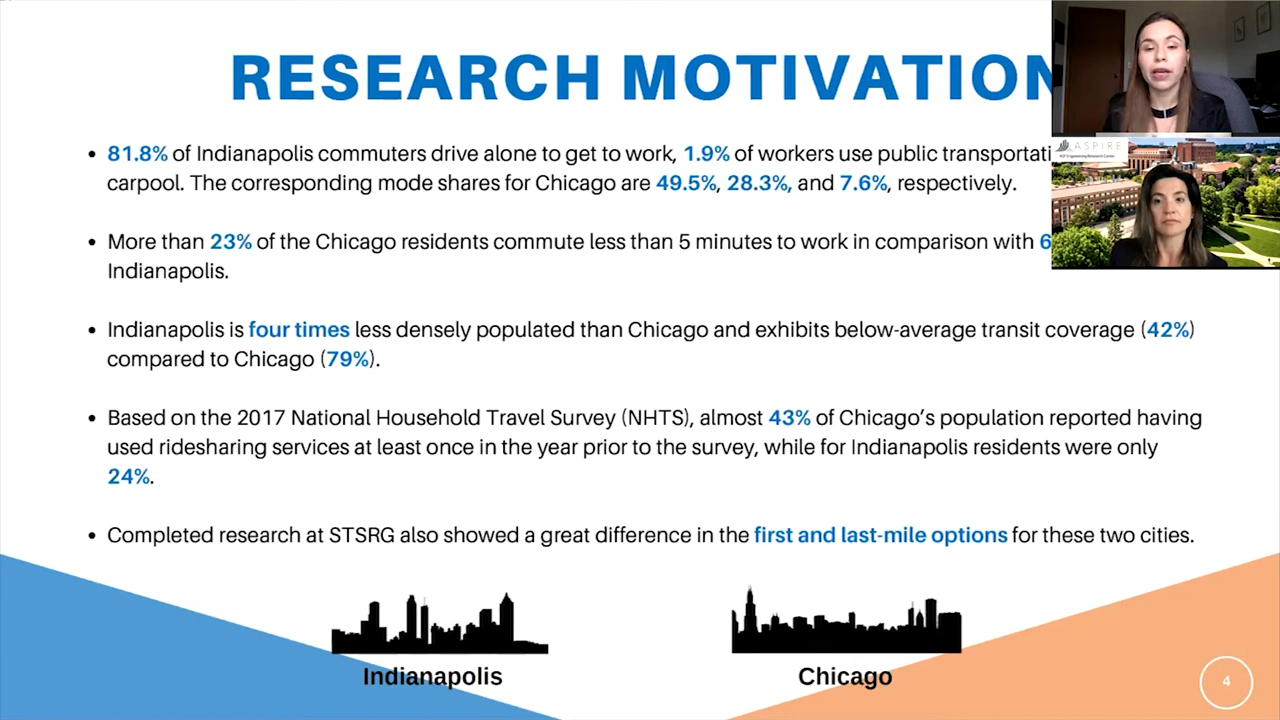 RESEARCH MOTIVATION
• 81.8% of Indianapolis commuters drive alone to get to work, 1.9% of workers use public
carpool. The corresponding mode shares for Chicago are 49.5%, 28.3%, and 7.6%, respectively.
• More than 23% of the Chicago residents commute less than 5 minutes to work in comparison with
Indianapolis.
• Indianapolis is four times less densely populated than Chicago and exhibits below-average transit coverage (42%)
compared to Chicago (79%).
• Based on the 2017 National Household Travel Survey (NHTS), almost 43% of Chicago’s population reported having
used ridesharing services at least once in the year prior to the survey, while for Indianapolis residents were only
24%.
• Completed research at STSRG also showed a great difference in the first and last-mile options for these two cities.
Indianapolis
Chicago
4
ASPIRE
NSF Engineering Research Center